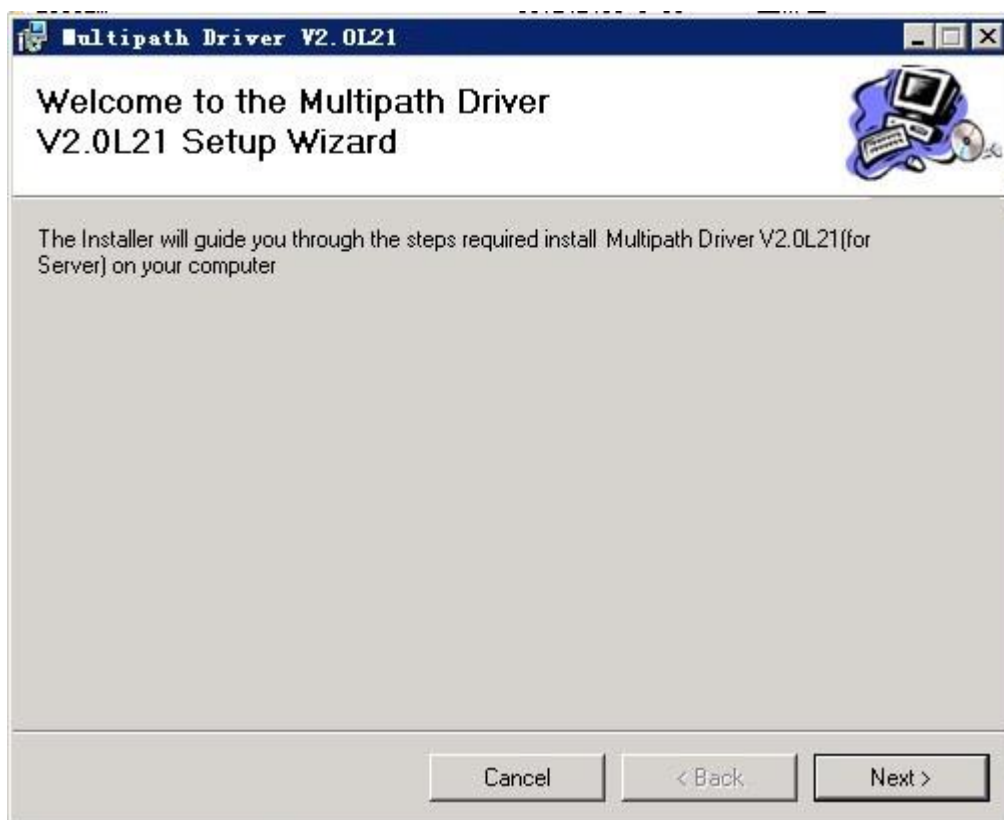 Multipath Driver V2.0L21
Welcome to the Multipath Driver
V2.0L21 Setup Wizard
The Installer will guide you through the steps required install Multipath Driver V2.0L21(for
Server) on your computer
Cancel
< Back
Next >